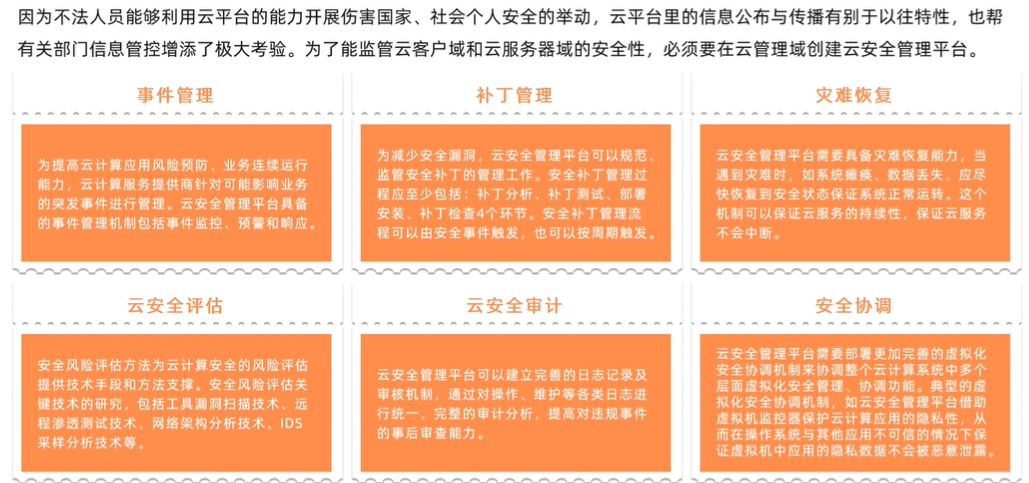 因为不法人员能够利用云平台的能力开展伤害国家、社会个人安全的举动，云平台里的信息公布与传播有别于以往特性，也帮
有关部门信息管控增添了极大考验。为了能监管云客户域和云服务器域的安全性，必须要在云管理域创建云安全管理平台。
事件管理
为提高云计算应用风险预防、业务连续运行
能力，云计算服务提供商针对可能影响业务
的突发事件进行管理。云安全管理平台具备
的事件管理机制包括事件监控、预警和响应。
补丁管理
为减少安全漏洞，云安全管理平台可以规范、
监管安全补丁的管理工作。安全补丁管理过
程应至少包括：补丁分析、补丁测试、部署
安装、补丁检查4个环节。安全补丁管理流
程可以由安全事件触发，也可以按周期触发。
灾难恢复
云安全管理平台需要具备灾难恢复能力，当
遇到灾难时，如系统瘫痪、数据丢失，应尽
快恢复到安全状态保证系统正常运转。这个
机制可以保证云服务的持续性，保证云服务
不会中断。
云安全评估
安全风险评估方法为云计算安全的风险评估
提供技术手段和方法支撑。安全风险评估关
键技术的研究，包括工具漏洞扫描技术、远
程渗透测试技术、网络架构分析技术、IDS
采样分析技术等。
云安全审计
云安全管理平台可以建立完善的日志记录及
审核机制，通过对操作、维护等各类日志进
行统一、完整的审计分析，提高对违规事件
的事后审查能力。
安全协调
云安全管理平台需要部署更加完善的虚拟化
安全协调机制来协调整个云计算系统中多个
层面虚拟化安全管理、协调功能。典型的虚
拟化安全协调机制，如云安全管理平台借助
虚拟机监控器保护云计算应用的隐私性，从
而在操作系统与其他应用不可信的情况下保
证虚拟机中应用的隐私数据不会被恶意泄露。